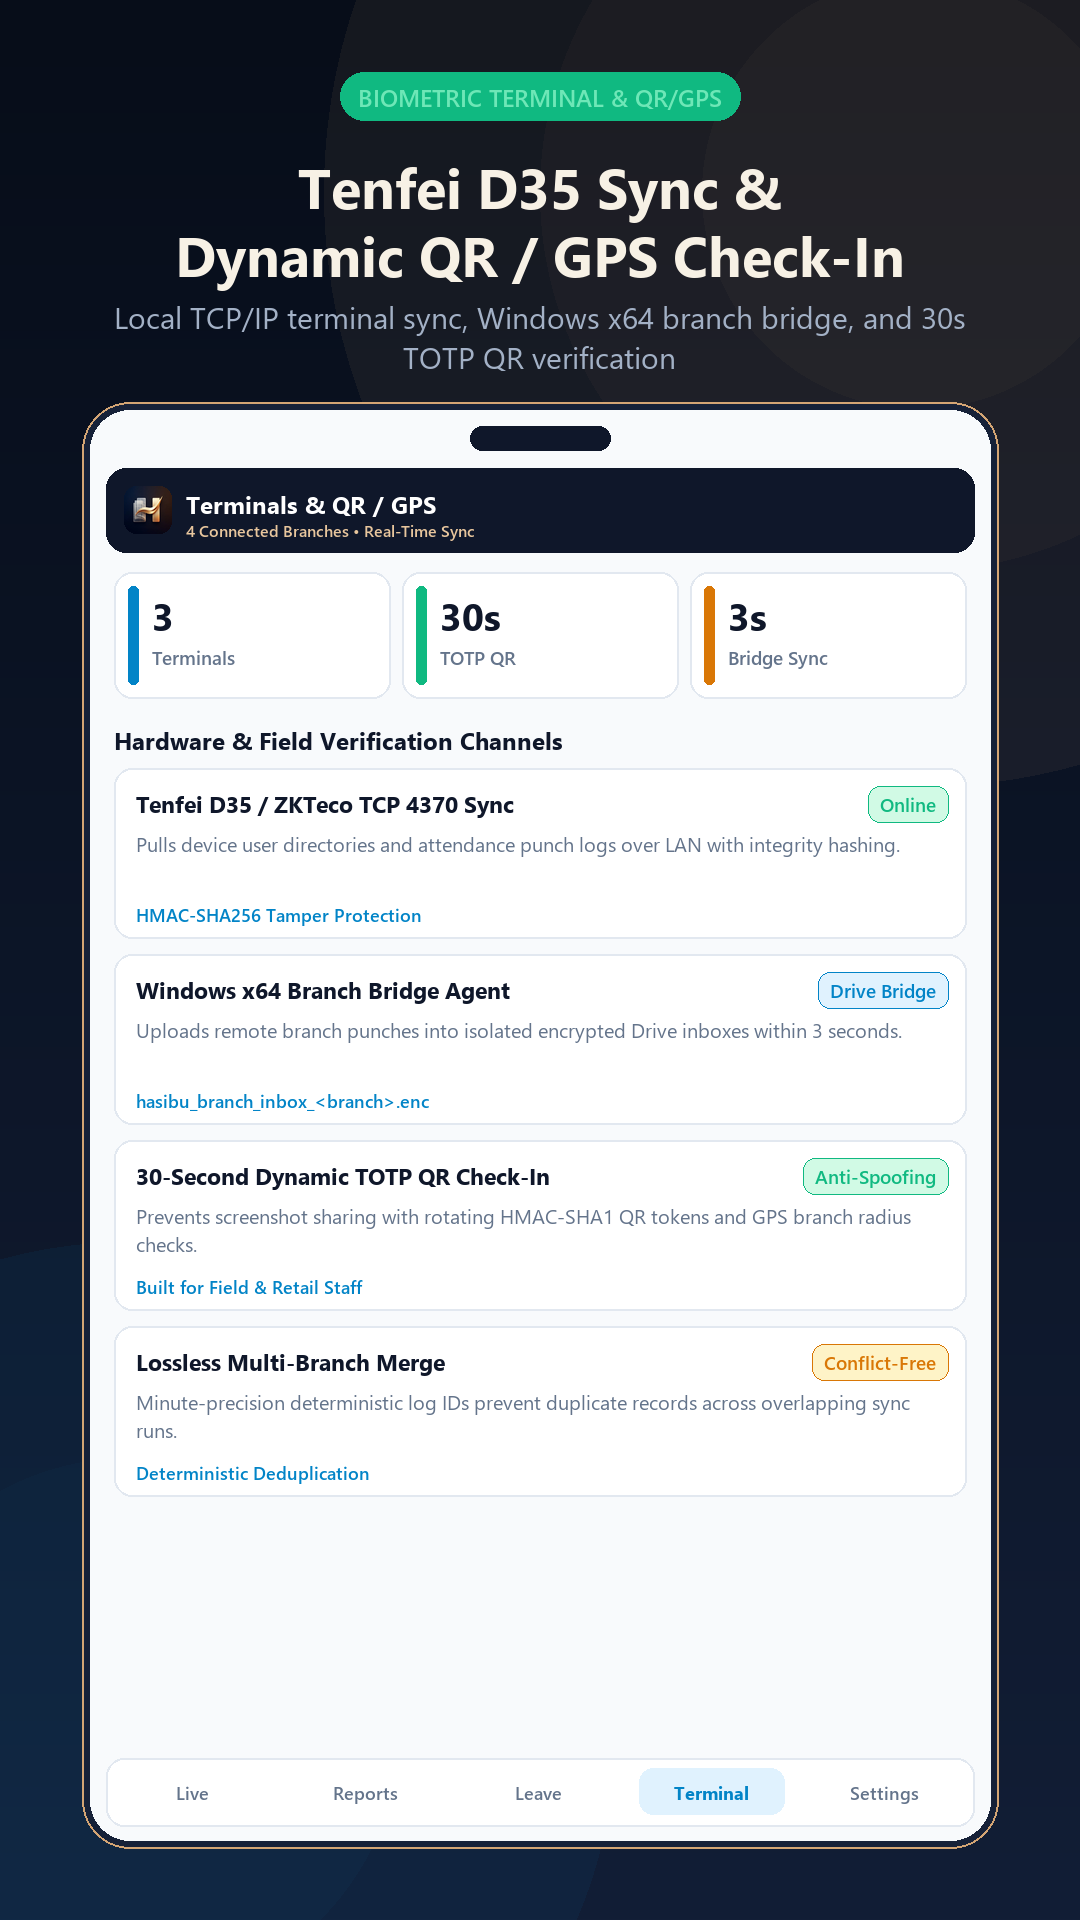 BIOMETRIC TERMINAL & QR/GPS
Tenfei D35 Sync &
Dynamic QR / GPS Check-In
Local TCP/IP terminal sync, Windows x64 branch bridge, and 30s
TOTP QR verification
Terminals & QR / GPS
4 Connected Branches • Real-Time Sync
3
Terminals
30s
TOTP QR
3s
Bridge Sync
Hardware & Field Verification Channels
Tenfei D35 / ZKTeco TCP 4370 Sync
Online
Pulls device user directories and attendance punch logs over LAN with integrity hashing.
HMAC-SHA256 Tamper Protection
Windows x64 Branch Bridge Agent
Drive Bridge
Uploads remote branch punches into isolated encrypted Drive inboxes within 3 seconds.
hasibu_branch_inbox_<branch>.enc
30-Second Dynamic TOTP QR Check-In
Anti-Spoofing
Prevents screenshot sharing with rotating HMAC-SHA1 QR tokens and GPS branch radius
checks.
Built for Field & Retail Staff
Lossless Multi-Branch Merge
Conflict-Free
Minute-precision deterministic log IDs prevent duplicate records across overlapping sync
runs.
Deterministic Deduplication
Live
Reports
Leave
Terminal
Settings